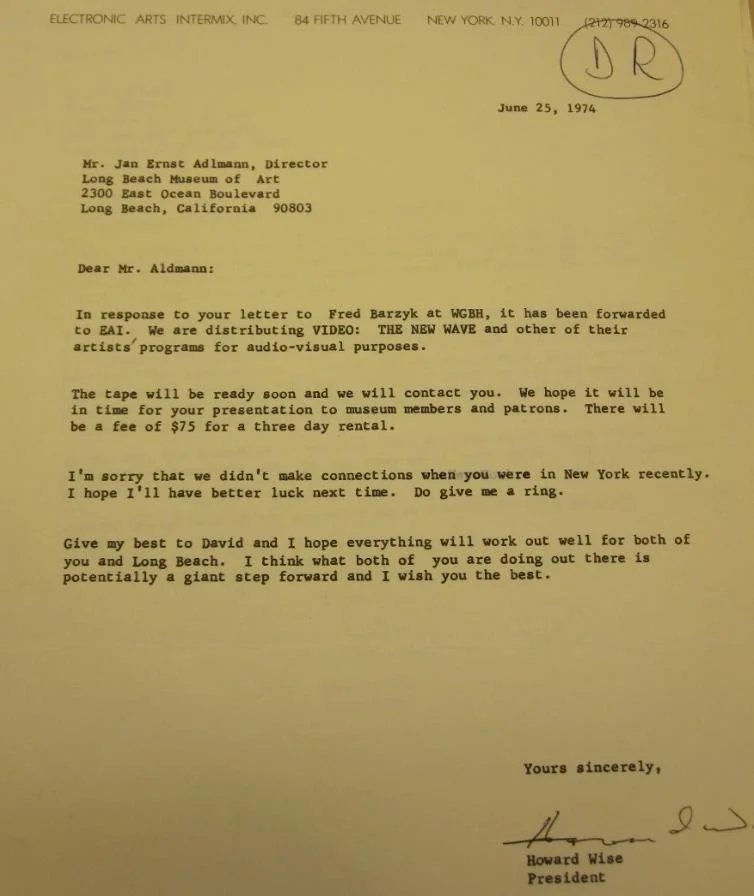 ELECTRONIC ARTS INTERMIX, INC. 84 FIFTH AVENUE NEW YORK, N.Y. 10011 (212) 989-2316
D R
June 25, 1974
Mr. Jan Ernst Adlmann, Director
Long Beach Museum of Art
2300 East Ocean Boulevard
Long Beach, California 90803
Dear Mr. Aldmann:
In response to your letter to Fred Barzyk at WGBH, it has been forwarded
to EAI. We are distributing VIDEO: THE NEW WAVE and other of their
artists' programs for audio-visual purposes.
The tape will be ready soon and we will contact you. We hope it will be
in time for your presentation to museum members and patrons. There will
be a fee of $75 for a three day rental.
I'm sorry that we didn't make connections when you were in New York recently.
I hope I'll have better luck next time. Do give me a ring.
Give my best to David and I hope everything will work out well for both of
you and Long Beach. I think what both of you are doing out there is
potentially a giant step forward and I wish you the best.
Yours sincerely,
Howard Wise
President